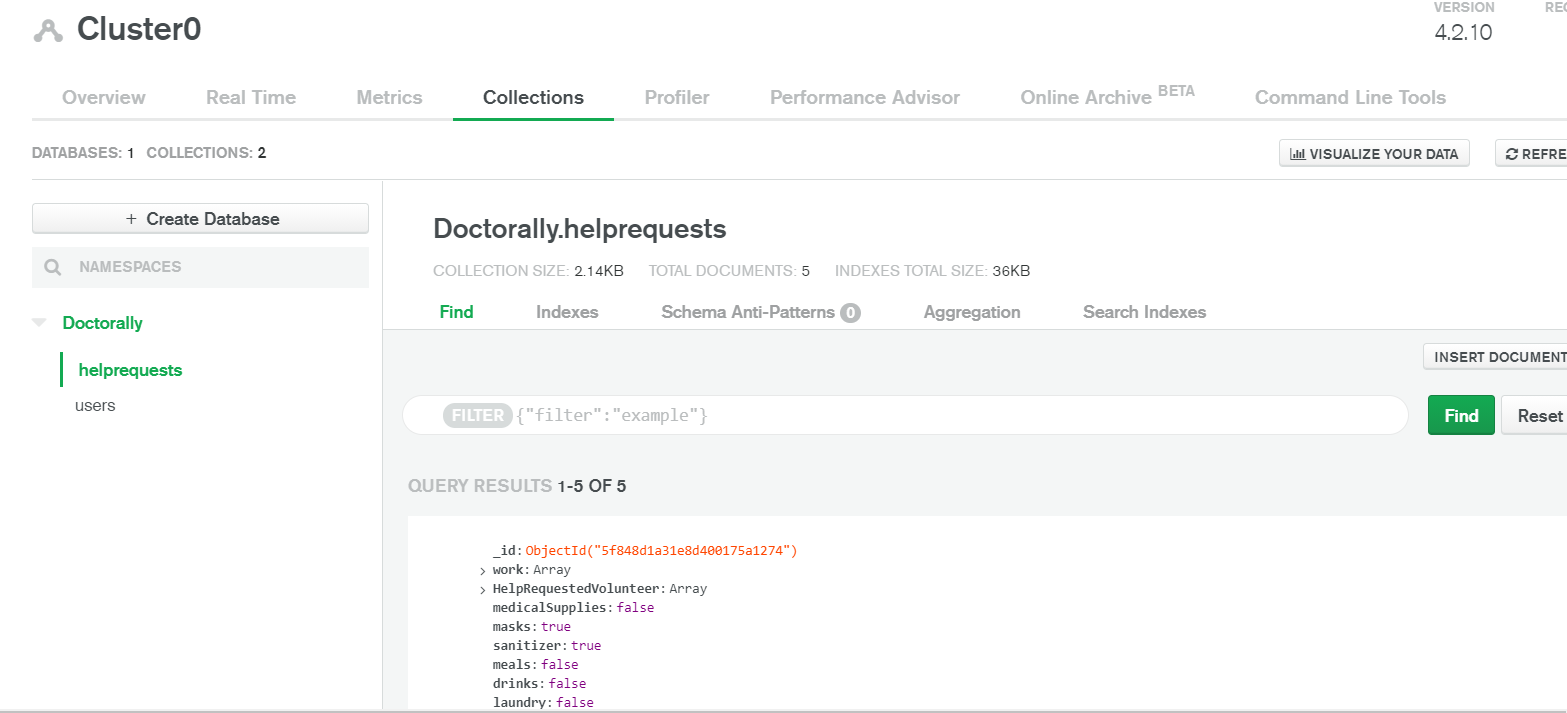 Cluster0
VERSION
4.2.10
Overview Real Time Metrics Collections Profiler Performance Advisor Online Archive BETA Command Line Tools
DATABASES: 1 COLLECTIONS: 2
VISUALIZE YOUR DATA
+ Create Database
NAMESPACES
Doctorally
helprequests
users
Doctorally.helprequests
COLLECTION SIZE: 2.14KB TOTAL DOCUMENTS: 5 INDEXES TOTAL SIZE: 36KB
Find Indexes Schema Anti-Patterns 0 Aggregation Search Indexes
INSERT DOCUMENT
FILTER {"filter":"example"}
Find Reset
QUERY RESULTS 1-5 OF 5
_id: ObjectId("5f848d1a31e8d400175a1274")
> work: Array
> HelpRequestedVolunteer: Array
medicalSupplies: false
masks: true
sanitizer: true
meals: false
drinks: false
laundry: false